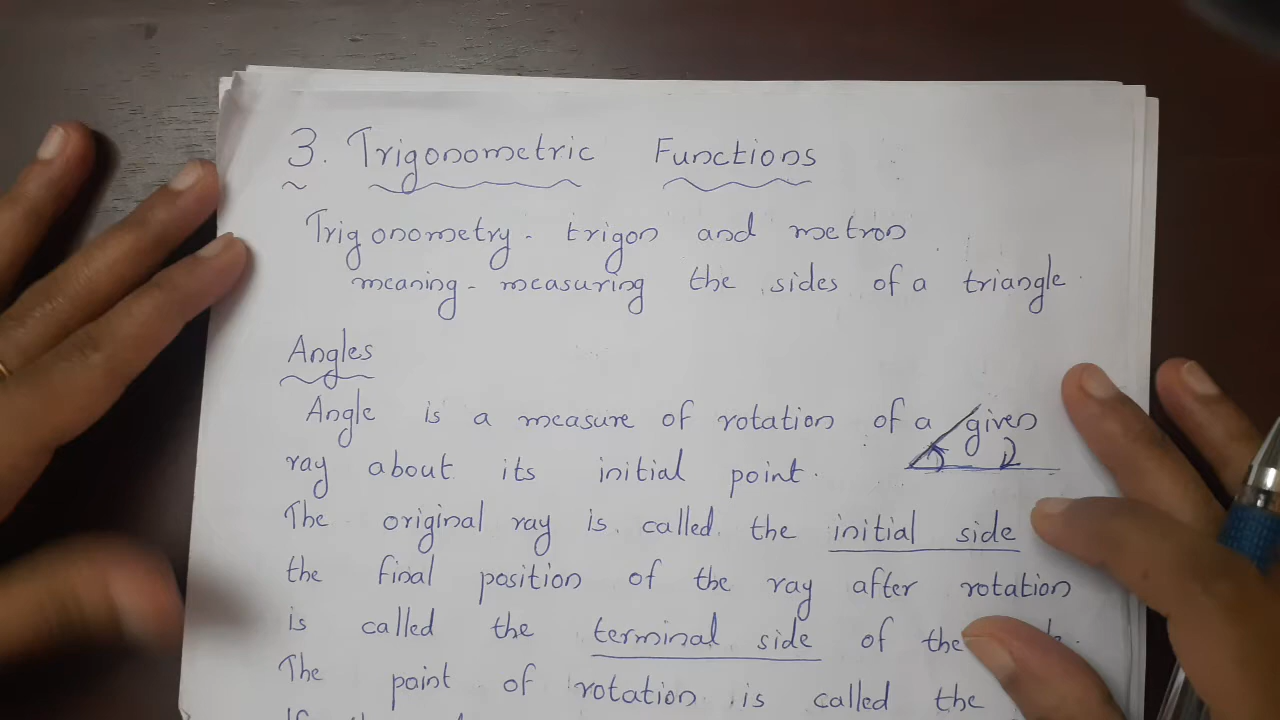 3. Trigonometric Functions
Trigonometry - trigon and metron
meaning - measuring the sides of a triangle.
Angles
Angle is a measure of rotation of a given
ray about its initial point.
The original ray is called the initial side
the final position of the ray after rotation
is called the terminal side of the
The point of rotation is called the